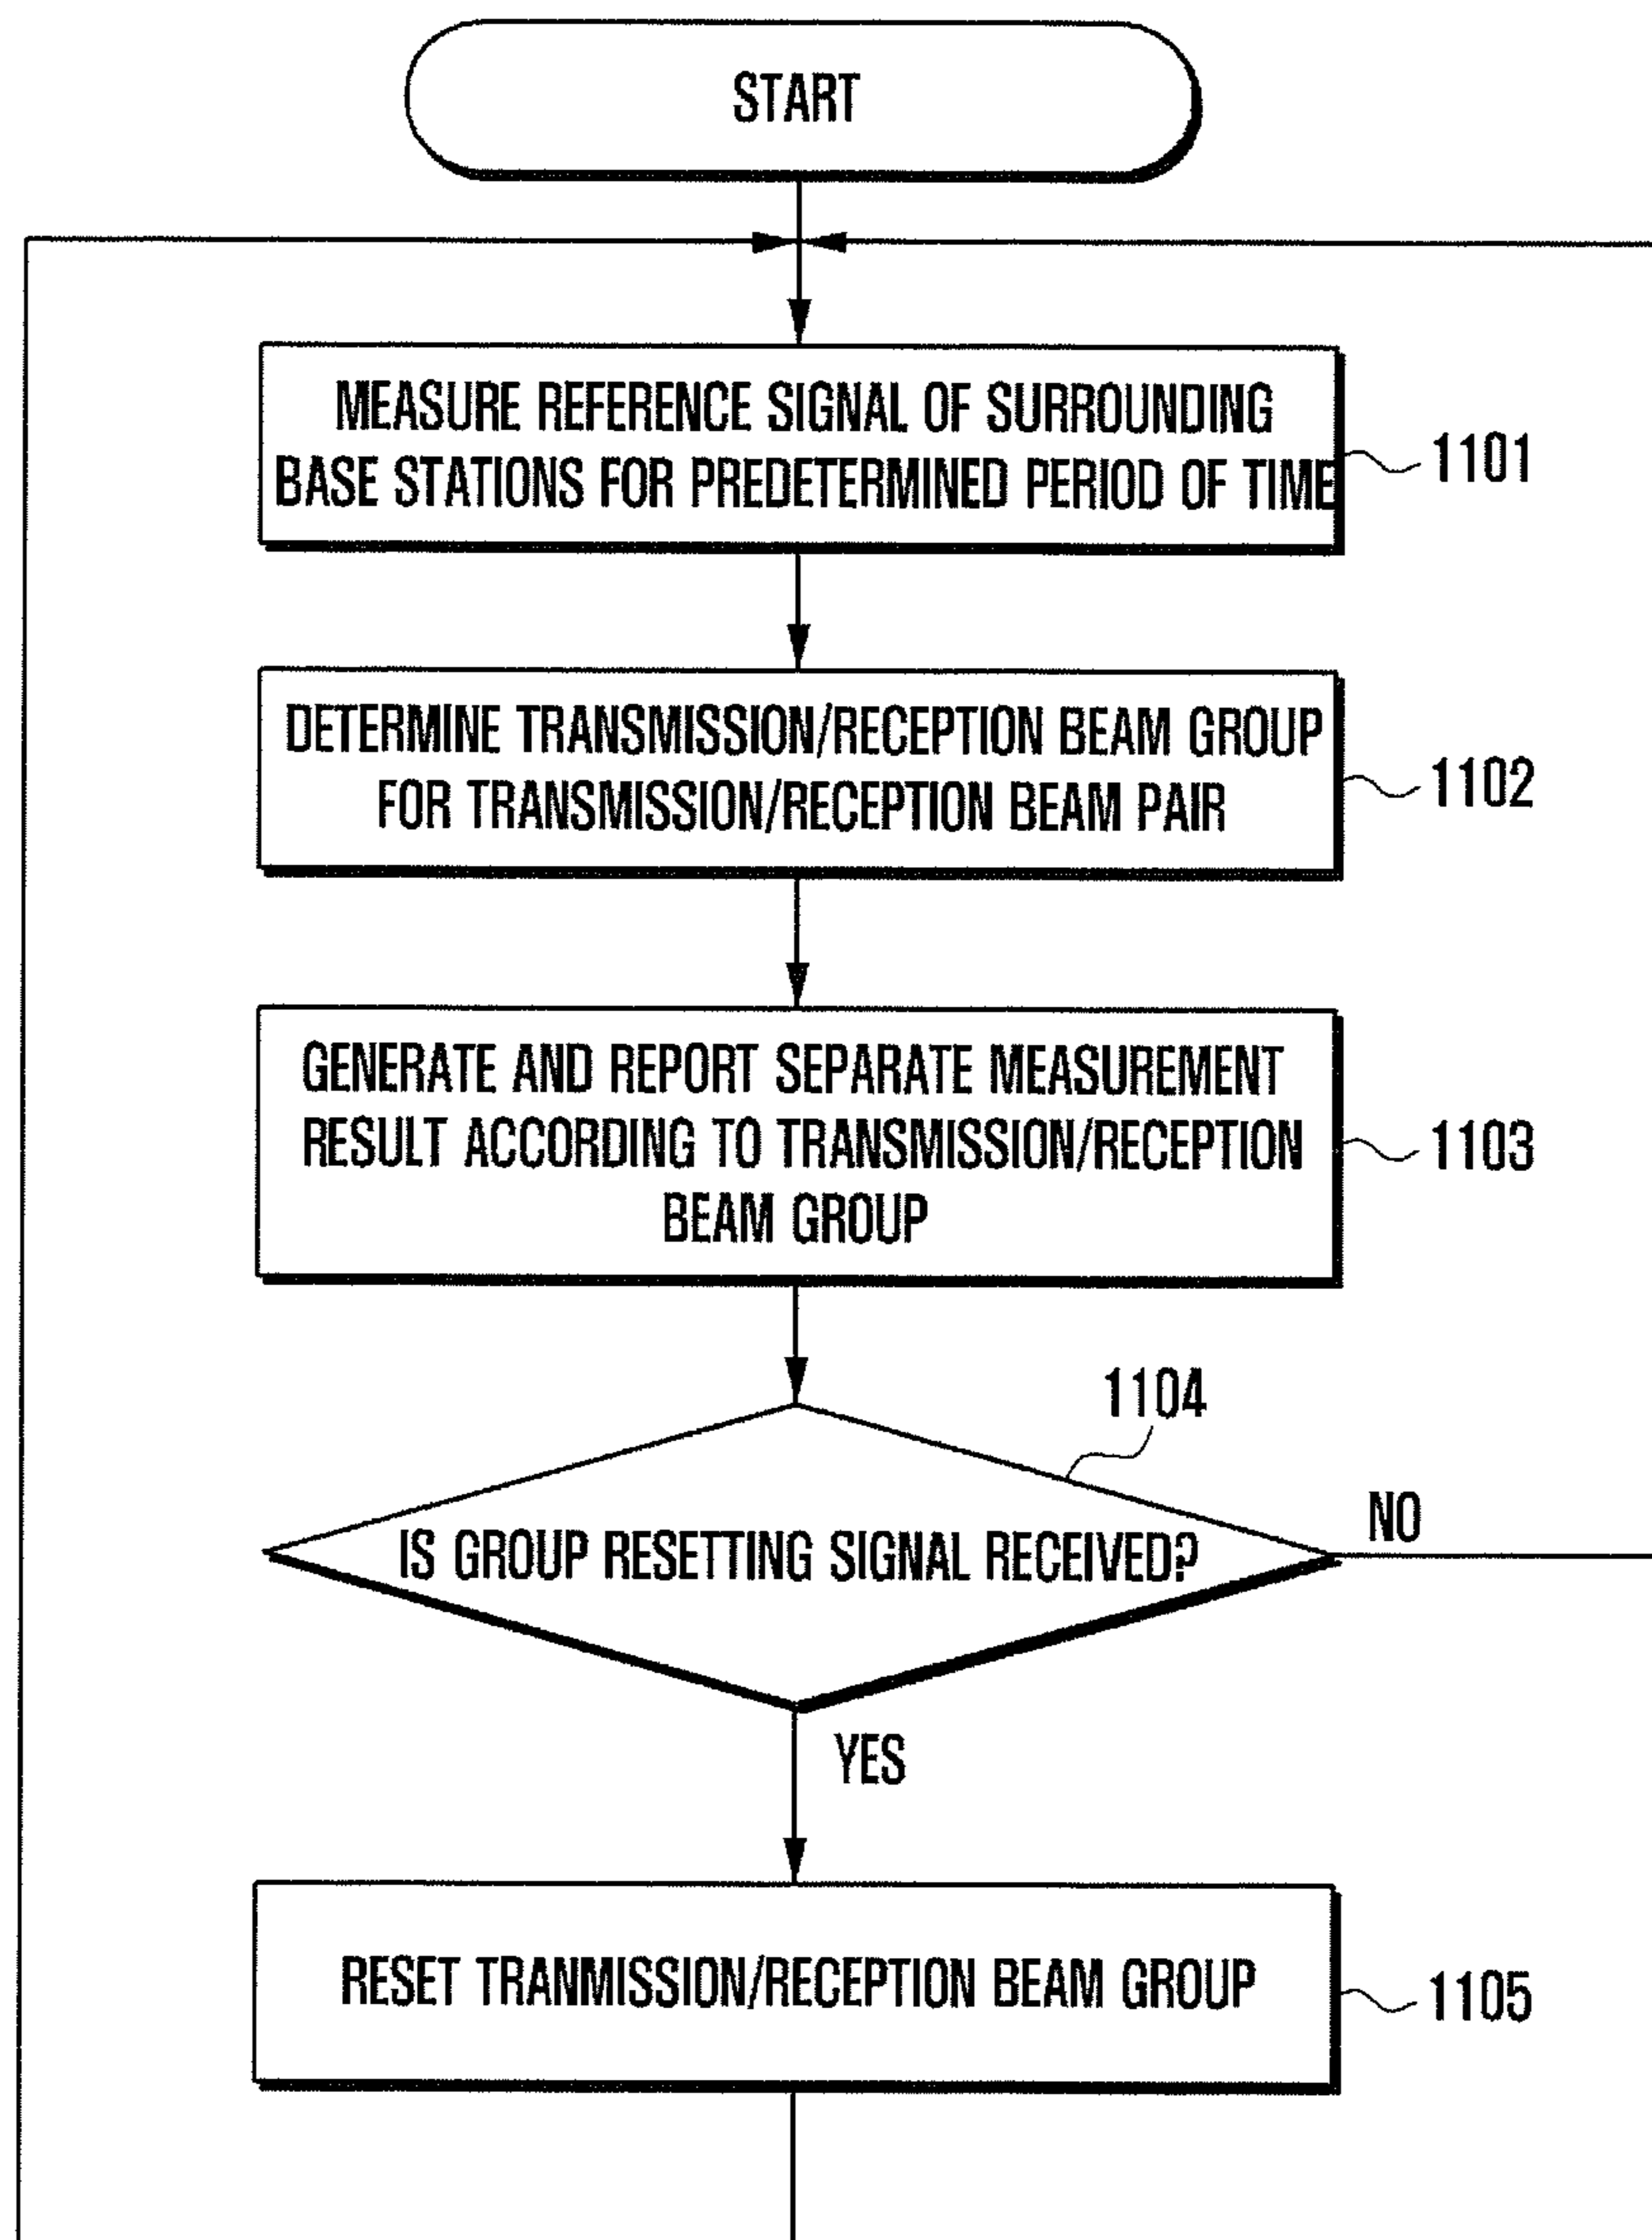 START
MEASURE REFERENCE SIGNAL OF SURROUNDING
BASE STATIONS FOR PREDETERMINED PERIOD OF TIME
1101
DETERMINE TRANSMISSION/RECEPTION BEAM GROUP
FOR TRANSMISSION/RECEPTION BEAM PAIR
1102
GENERATE AND REPORT SEPARATE MEASUREMENT
RESULT ACCORDING TO TRANSMISSION/RECEPTION
BEAM GROUP
1103
1104
IS GROUP RESETTING SIGNAL RECEIVED?
NO
YES
RESET TRANMISSION/RECEPTION BEAM GROUP
1105